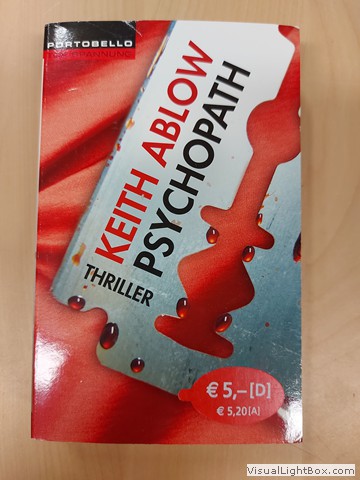 PORTOBELLO
KEITH ABLOW
PSYCHOPATH
THRILLER
€ 5,– [D]
€ 5,20 [A]
VisualLightBox.com